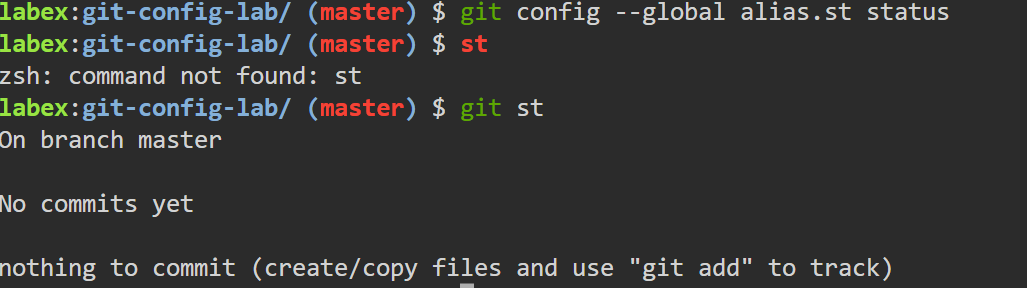 labex:git-config-lab/ (master) $ git config --global alias.st status
labex:git-config-lab/ (master) $ st
zsh: command not found: st
labex:git-config-lab/ (master) $ git st
On branch master
No commits yet
nothing to commit (create/copy files and use "git add" to track)